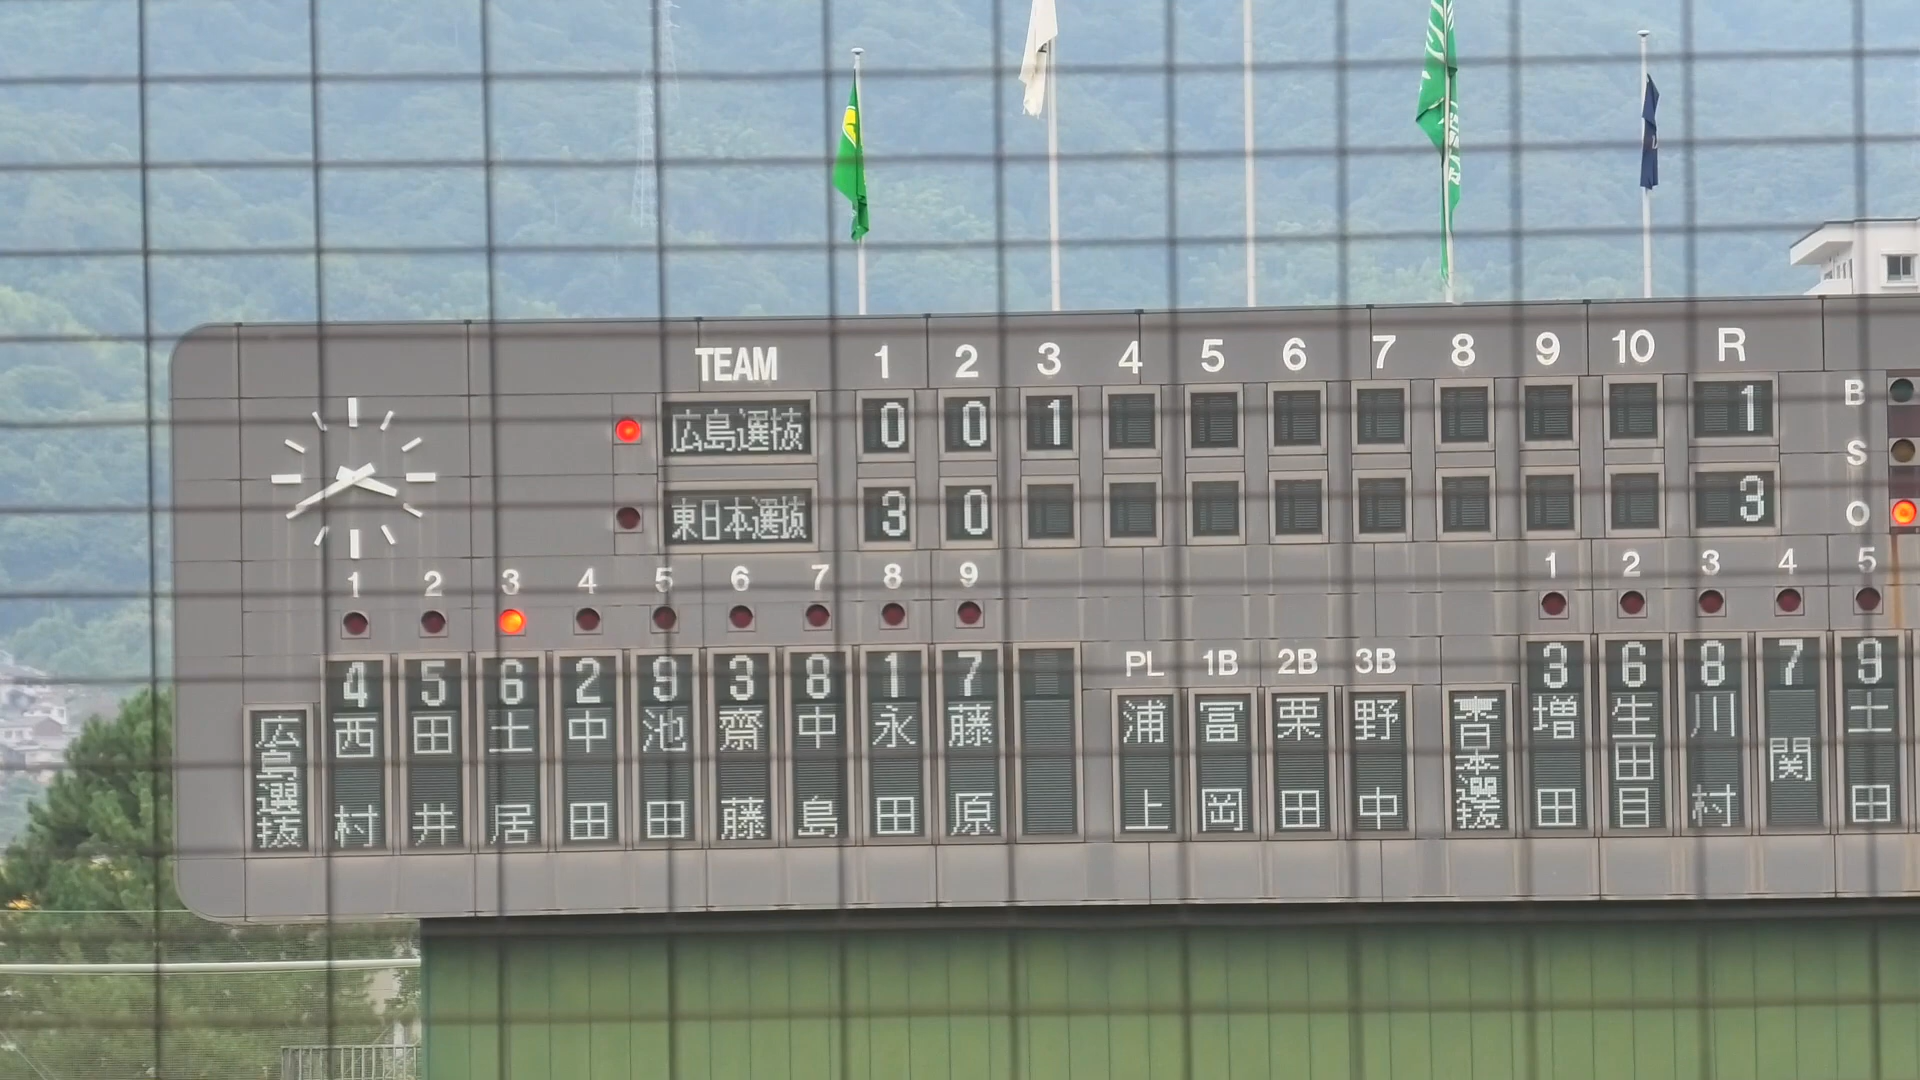 TEAM 1 2 3 4 5 6 7 8 9 10 R
広島選抜 0 0 1 1
東日本選抜 3 0 3
B
S
O
1 2 3 4 5 6 7 8 9
4 5 6 2 9 3 8 1 7
広島選抜 西村 田井 土居 中田 池田 齋藤 中島 永田 藤原
PL 1B 2B 3B
浦上 冨岡 栗田 野中
1 2 3 4 5
3 6 8 7 9
東日本選抜 増田 生田目 川村 関 土田